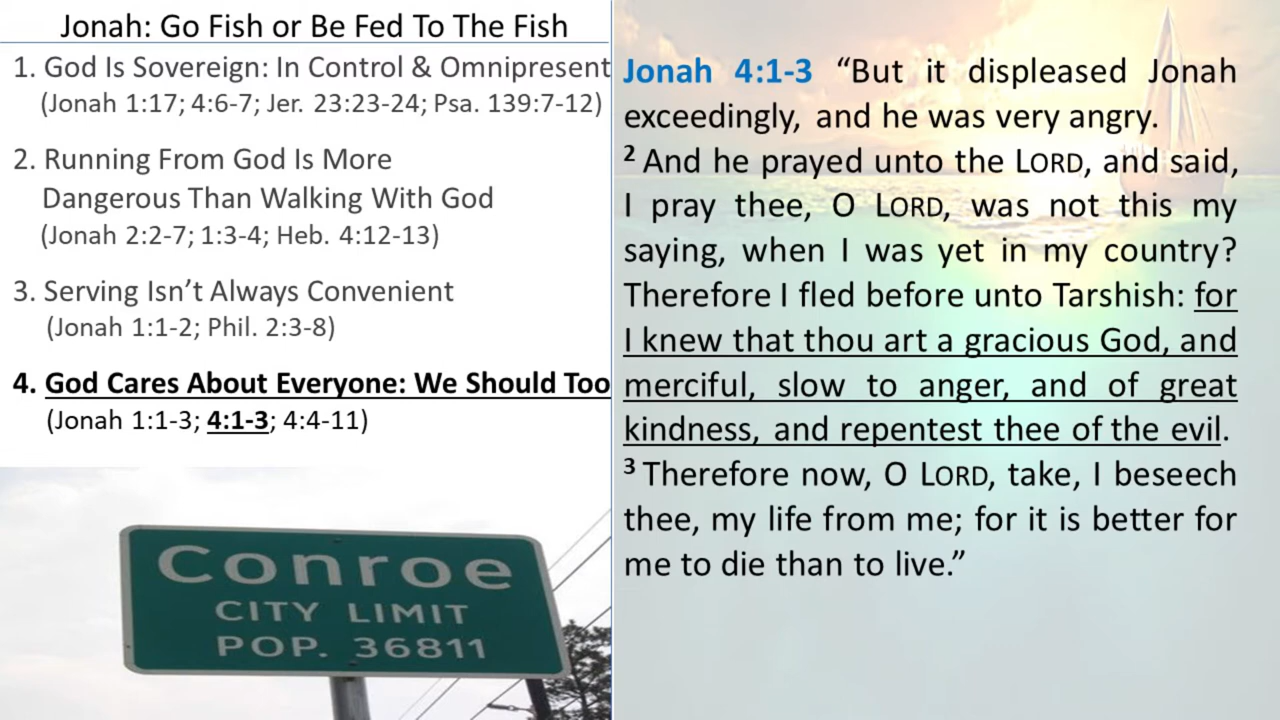 Jonah: Go Fish or Be Fed To The Fish
1. God Is Sovereign: In Control & Omnipresent
(Jonah 1:17; 4:6-7; Jer. 23:23-24; Psa. 139:7-12)
2. Running From God Is More
Dangerous Than Walking With God
(Jonah 2:2-7; 1:3-4; Heb. 4:12-13)
3. Serving Isn’t Always Convenient
(Jonah 1:1-2; Phil. 2:3-8)
4. God Cares About Everyone: We Should Too
(Jonah 1:1-3; 4:1-3; 4:4-11)
Conroe
CITY LIMIT
POP. 36811
Jonah 4:1-3 “But it displeased Jonah
exceedingly, and he was very angry.
2 And he prayed unto the LORD, and said,
I pray thee, O LORD, was not this my
saying, when I was yet in my country?
Therefore I fled before unto Tarshish: for
I knew that thou art a gracious God, and
merciful, slow to anger, and of great
kindness, and repentest thee of the evil.
3 Therefore now, O LORD, take, I beseech
thee, my life from me; for it is better for
me to die than to live.”